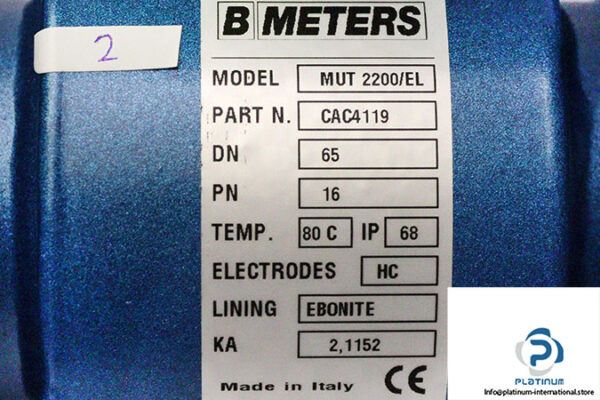 2
B METERS
MODEL MUT 2200/EL
PART N. CAC4119
DN 65
PN 16
TEMP. 80 C IP 68
ELECTRODES HC
LINING EBONITE
KA 2,1152
Made in Italy CE
PLATINUM
http://platinum-international.store